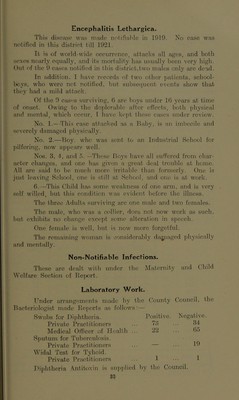 Encephalitis Lethargica.
This disease was made notifiable in 1919. No case was
notified in this district till 1921.
It is of world-wide occurrence, attacks all ages, and both
sexes nearly equally, and its mortality has usually been very high.
Out of the 9 cases notified in this district two males only are dead.
In addition I have records of two other patients, school-
boys, who were not notified, but subsequent events show that
they had a mild attack.
Of the 9 cases surviving, 6 are boys under 16 years at time
of onset. Owing to the deplorable after effects, both physical
and mental, which occur, I have kept these cases under review.
No. 1.—This case attacked as a Baby, is an imbecile and
severely damaged physically.
No. 2.—Boy, who was sent to an Industrial School for
pilfering, now appears well.
Nos. 3, 4, and 5.—These Boys have all suffered from char-
acter changes, and one has given a good deal trouble at home.
All are said to be much more tractable than formerly. One is
just leaving School, one is still at School, and one is at work.
6.—This Child has some weakness of one arm, and is very
self willed, but this condition was evident before the illness.
The three Adults surviving are one male and two females.
The male, who was a collier, does not now work as such,
but exhibits no change except some alteration in speech.
One female is well, but is now more forgetful.
The remaining woman is considerably damaged physically
and mentally.
Non-Notifiable Infections.
These are dealt with under the Maternity and Child
Welfare Section of Report.
Laboratory Work.
Under arrangements made by the County Council, the
Bacteriologist made Reports as follows:—
Swabs for Diphtheria. Positive Negative
Private Practitioners 73 94
Medical Officer of Health 22 65
Sputum for Tuberculosis.
Private Practitioners — 19
Widal Test for Typhoid.
Private Practitioners 1 1
Diphtheria Antitoxin is supplied by the Council.